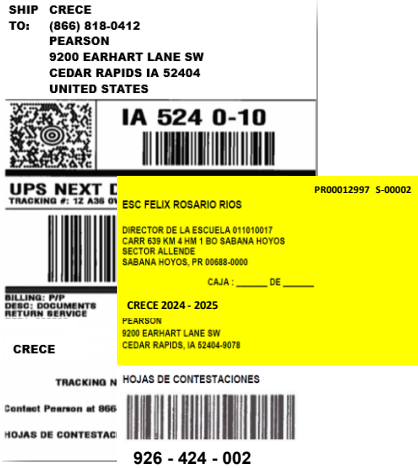 SHIP TO: CRECE
(866) 818-0412
PEARSON
9200 EARHART LANE SW
CEDAR RAPIDS IA 52404
UNITED STATES
IA 524 0-10
UPS NEXT D
TRACKING #: 1Z A36
BILLING: P/P
DESC: DOCUMENTS
RETURN SERVICE
CRECE
TRACKING N
Contact Pearson at 866
HOJAS DE CONTESTAC
PR00012997 S-00002
ESC FELIX ROSARIO RIOS
DIRECTOR DE LA ESCUELA 011010017
CARR 639 KM 4 HM 1 BO SABANA HOYOS
SECTOR ALLENDE
SABANA HOYOS, PR 00688-0000
CAJA : ______ DE ______
CRECE 2024 - 2025
PEARSON
9200 EARHART LANE SW
CEDAR RAPIDS, IA 52404-9078
HOJAS DE CONTESTACIONES
926 - 424 - 002